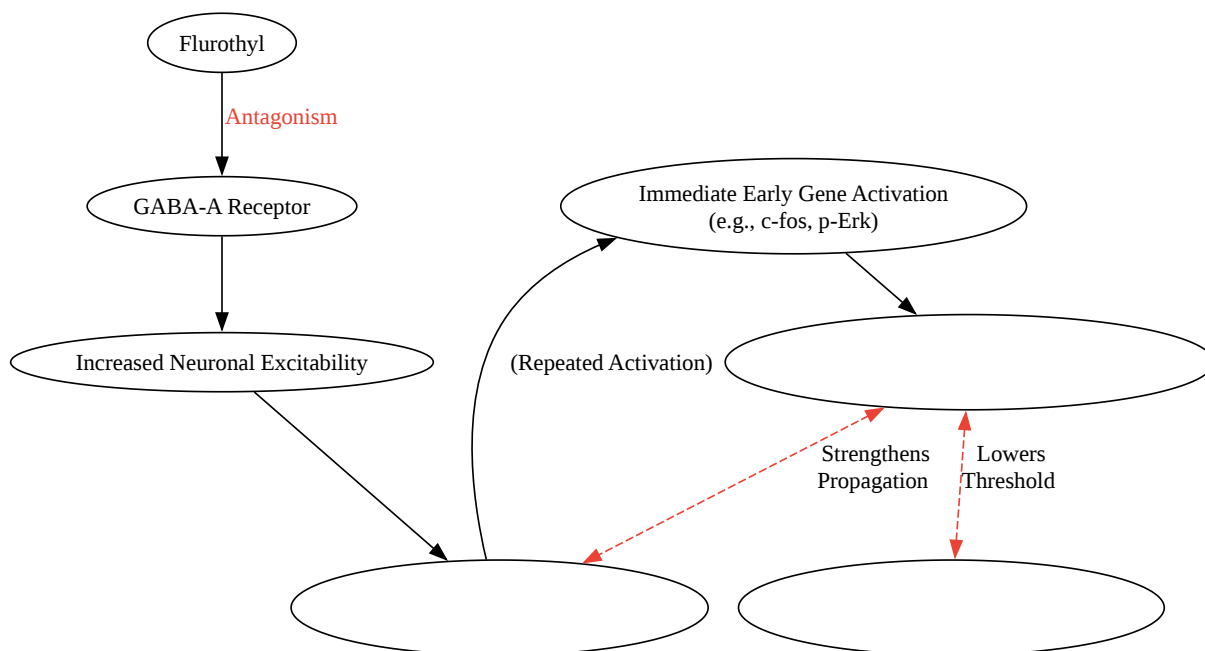 Flurothyl
Antagonism
GABA-A Receptor
Immediate Early Gene Activation
(e.g., c-fos, p-Erk)
Increased Neuronal Excitability
(Repeated Activation)
Strengthens
Propagation
Lowers
Threshold